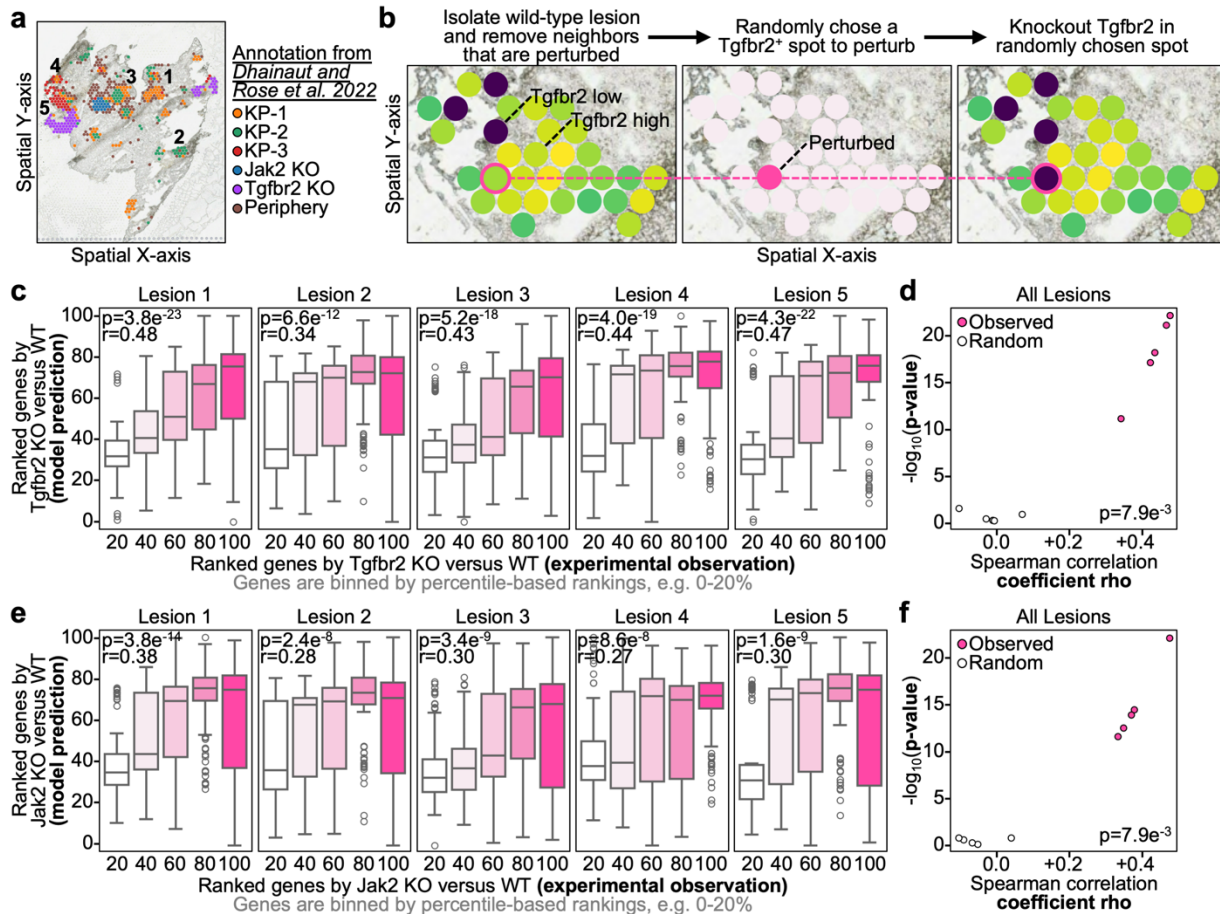 a
Annotation from
Dhainaut and
Rose et al. 2022
KP-1
KP-2
KP-3
Jak2 KO
Tgfbr2 KO
Periphery
4
3
1
5
2
Spatial Y-axis
Spatial X-axis
b
Isolate wild-type lesion
and remove neighbors
that are perturbed
Randomly chose a
Tgfbr2+ spot to perturb
Knockout Tgfbr2 in
randomly chosen spot
Tgfbr2 low
Tgfbr2 high
Perturbed
Spatial Y-axis
Spatial X-axis
c
Lesion 1
Lesion 2
Lesion 3
Lesion 4
Lesion 5
p=3.8e-23
r=0.48
p=6.6e-12
r=0.34
p=5.2e-18
r=0.43
p=4.0e-19
r=0.44
p=4.3e-22
r=0.47
Ranked genes by
Tgfbr2 KO versus WT
(model prediction)
100
80
60
40
20
0
20 40 60 80 100
20 40 60 80 100
20 40 60 80 100
20 40 60 80 100
20 40 60 80 100
Ranked genes by Tgfbr2 KO versus WT (experimental observation)
Genes are binned by percentile-based rankings, e.g. 0-20%
d
All Lesions
Observed
Random
-log10(p-value)
20
15
10
5
0
p=7.9e-3
0.0 +0.2 +0.4
Spearman correlation
coefficient rho
e
Lesion 1
Lesion 2
Lesion 3
Lesion 4
Lesion 5
p=3.8e-14
r=0.38
p=2.4e-8
r=0.28
p=3.4e-9
r=0.30
p=8.6e-8
r=0.27
p=1.6e-9
r=0.30
Ranked genes by
Jak2 KO versus WT
(model prediction)
100
80
60
40
20
0
20 40 60 80 100
20 40 60 80 100
20 40 60 80 100
20 40 60 80 100
20 40 60 80 100
Ranked genes by Jak2 KO versus WT (experimental observation)
Genes are binned by percentile-based rankings, e.g. 0-20%
f
All Lesions
Observed
Random
-log10(p-value)
20
15
10
5
0
p=7.9e-3
0.0 +0.2 +0.4
Spearman correlation
coefficient rho